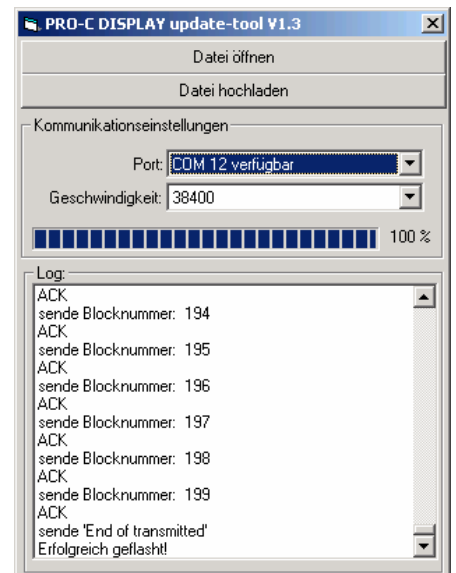 PRO-C DISPLAY update-tool V1.3
Datei öffnen
Datei hochladen
Kommunikationseinstellungen
Port: COM 12 verfügbar
Geschwindigkeit: 38400
100 %
Log:
ACK
sende Blocknummer: 194
ACK
sende Blocknummer: 195
ACK
sende Blocknummer: 196
ACK
sende Blocknummer: 197
ACK
sende Blocknummer: 198
ACK
sende Blocknummer: 199
ACK
sende 'End of transmitted'
Erfolgreich geflasht!